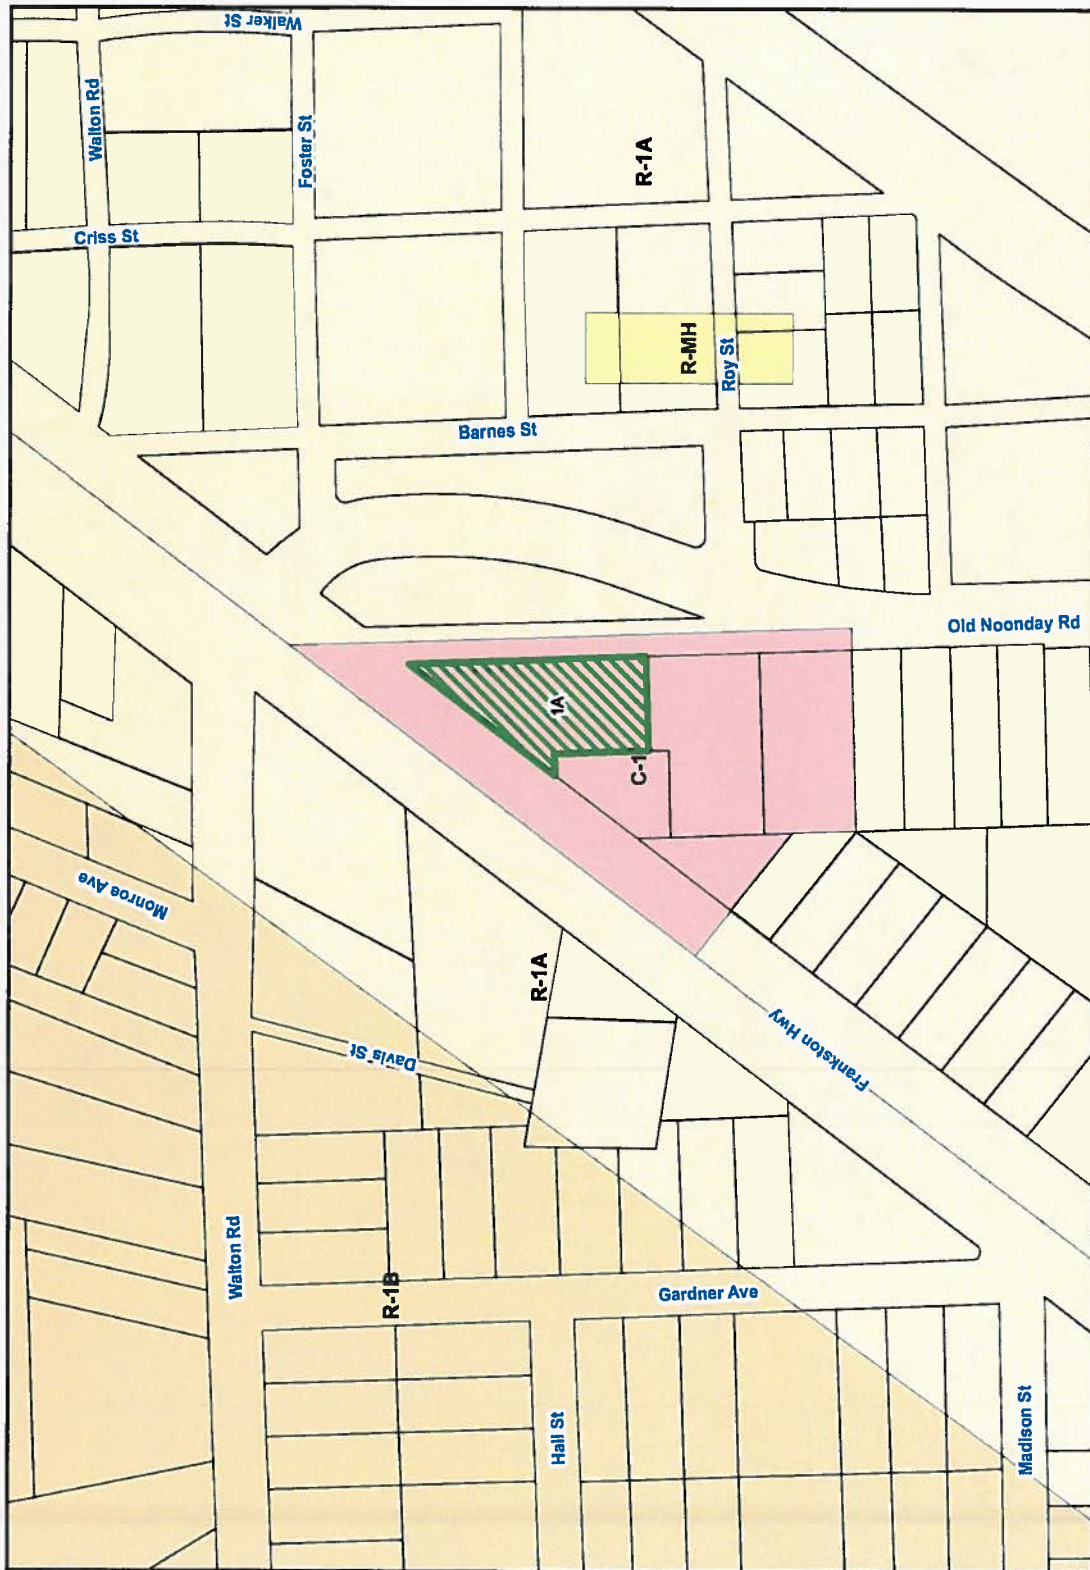 Walker St
Walton Rd
Foster St
R-1A
Criss St
R-MH
Roy St
Barnes St
Old Noonday Rd
1A
C-1
Monroe Ave
R-1A
Frankston Hwy
Davis St
Walton Rd
R-1B
Gardner Ave
Hall St
Madison St